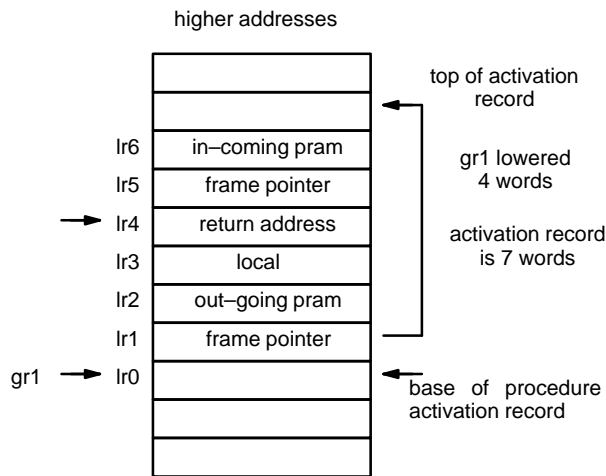 higher addresses
top of activation
record
lr6 in–coming pram
gr1 lowered
4 words
lr5 frame pointer
lr4 return address
activation record
is 7 words
lr3 local
lr2 out–going pram
lr1 frame pointer
gr1 lr0
base of procedure
activation record